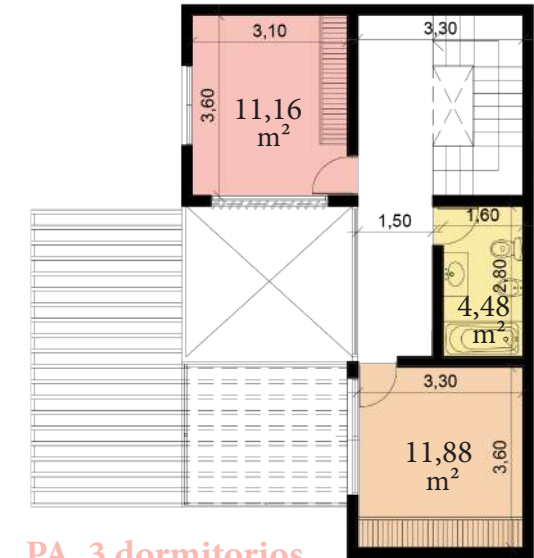 3,10
3,30
3,60
11,16
m²
1,50
1,60
2,80
4,48
m²
3,30
11,88
m²
3,60
PA 3 dormitorios